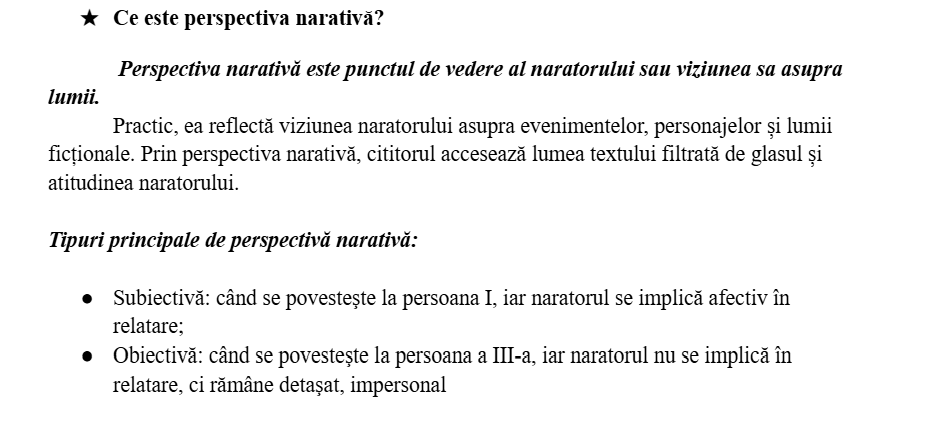 ★ Ce este perspectiva narativă?
Perspectiva narativă este punctul de vedere al naratorului sau viziunea sa asupra
lumii.
Practic, ea reflectă viziunea naratorului asupra evenimentelor, personajelor și lumii
ficționale. Prin perspectiva narativă, cititorul accesează lumea textului filtrată de glasul și
atitudinea naratorului.
Tipuri principale de perspectivă narativă:
● Subiectivă: când se povestește la persoana I, iar naratorul se implică afectiv în
relatare;
● Obiectivă: când se povestește la persoana a III-a, iar naratorul nu se implică în
relatare, ci rămâne detașat, impersonal